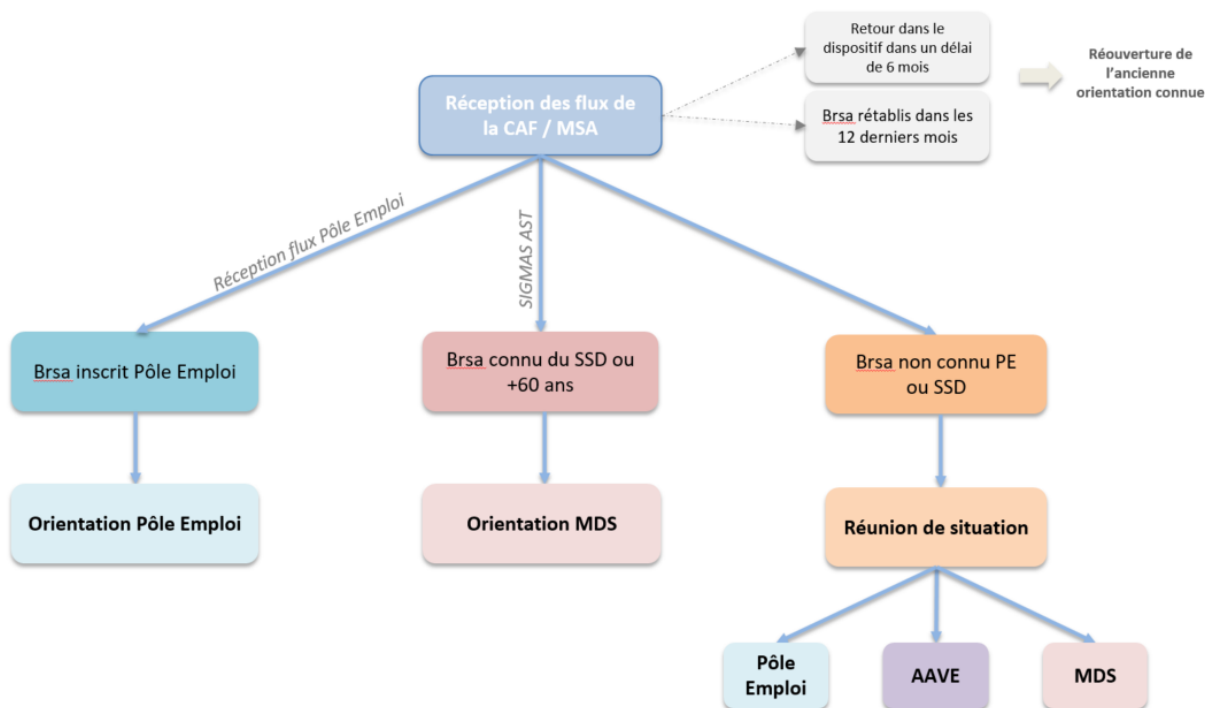 Retour dans le
dispositif dans un délai
de 6 mois
Réouverture de
l'ancienne
orientation connue
Réception des flux de
la CAF / MSA
Brsa rétablis dans les
12 derniers mois
Réception flux Pôle Emploi
SIGMAS AST
Brsa inscrit Pôle Emploi
Brsa connu du SSD ou
+60 ans
Brsa non connu PE
ou SSD
Orientation Pôle Emploi
Orientation MDS
Réunion de situation
Pôle
Emploi
AAVE
MDS